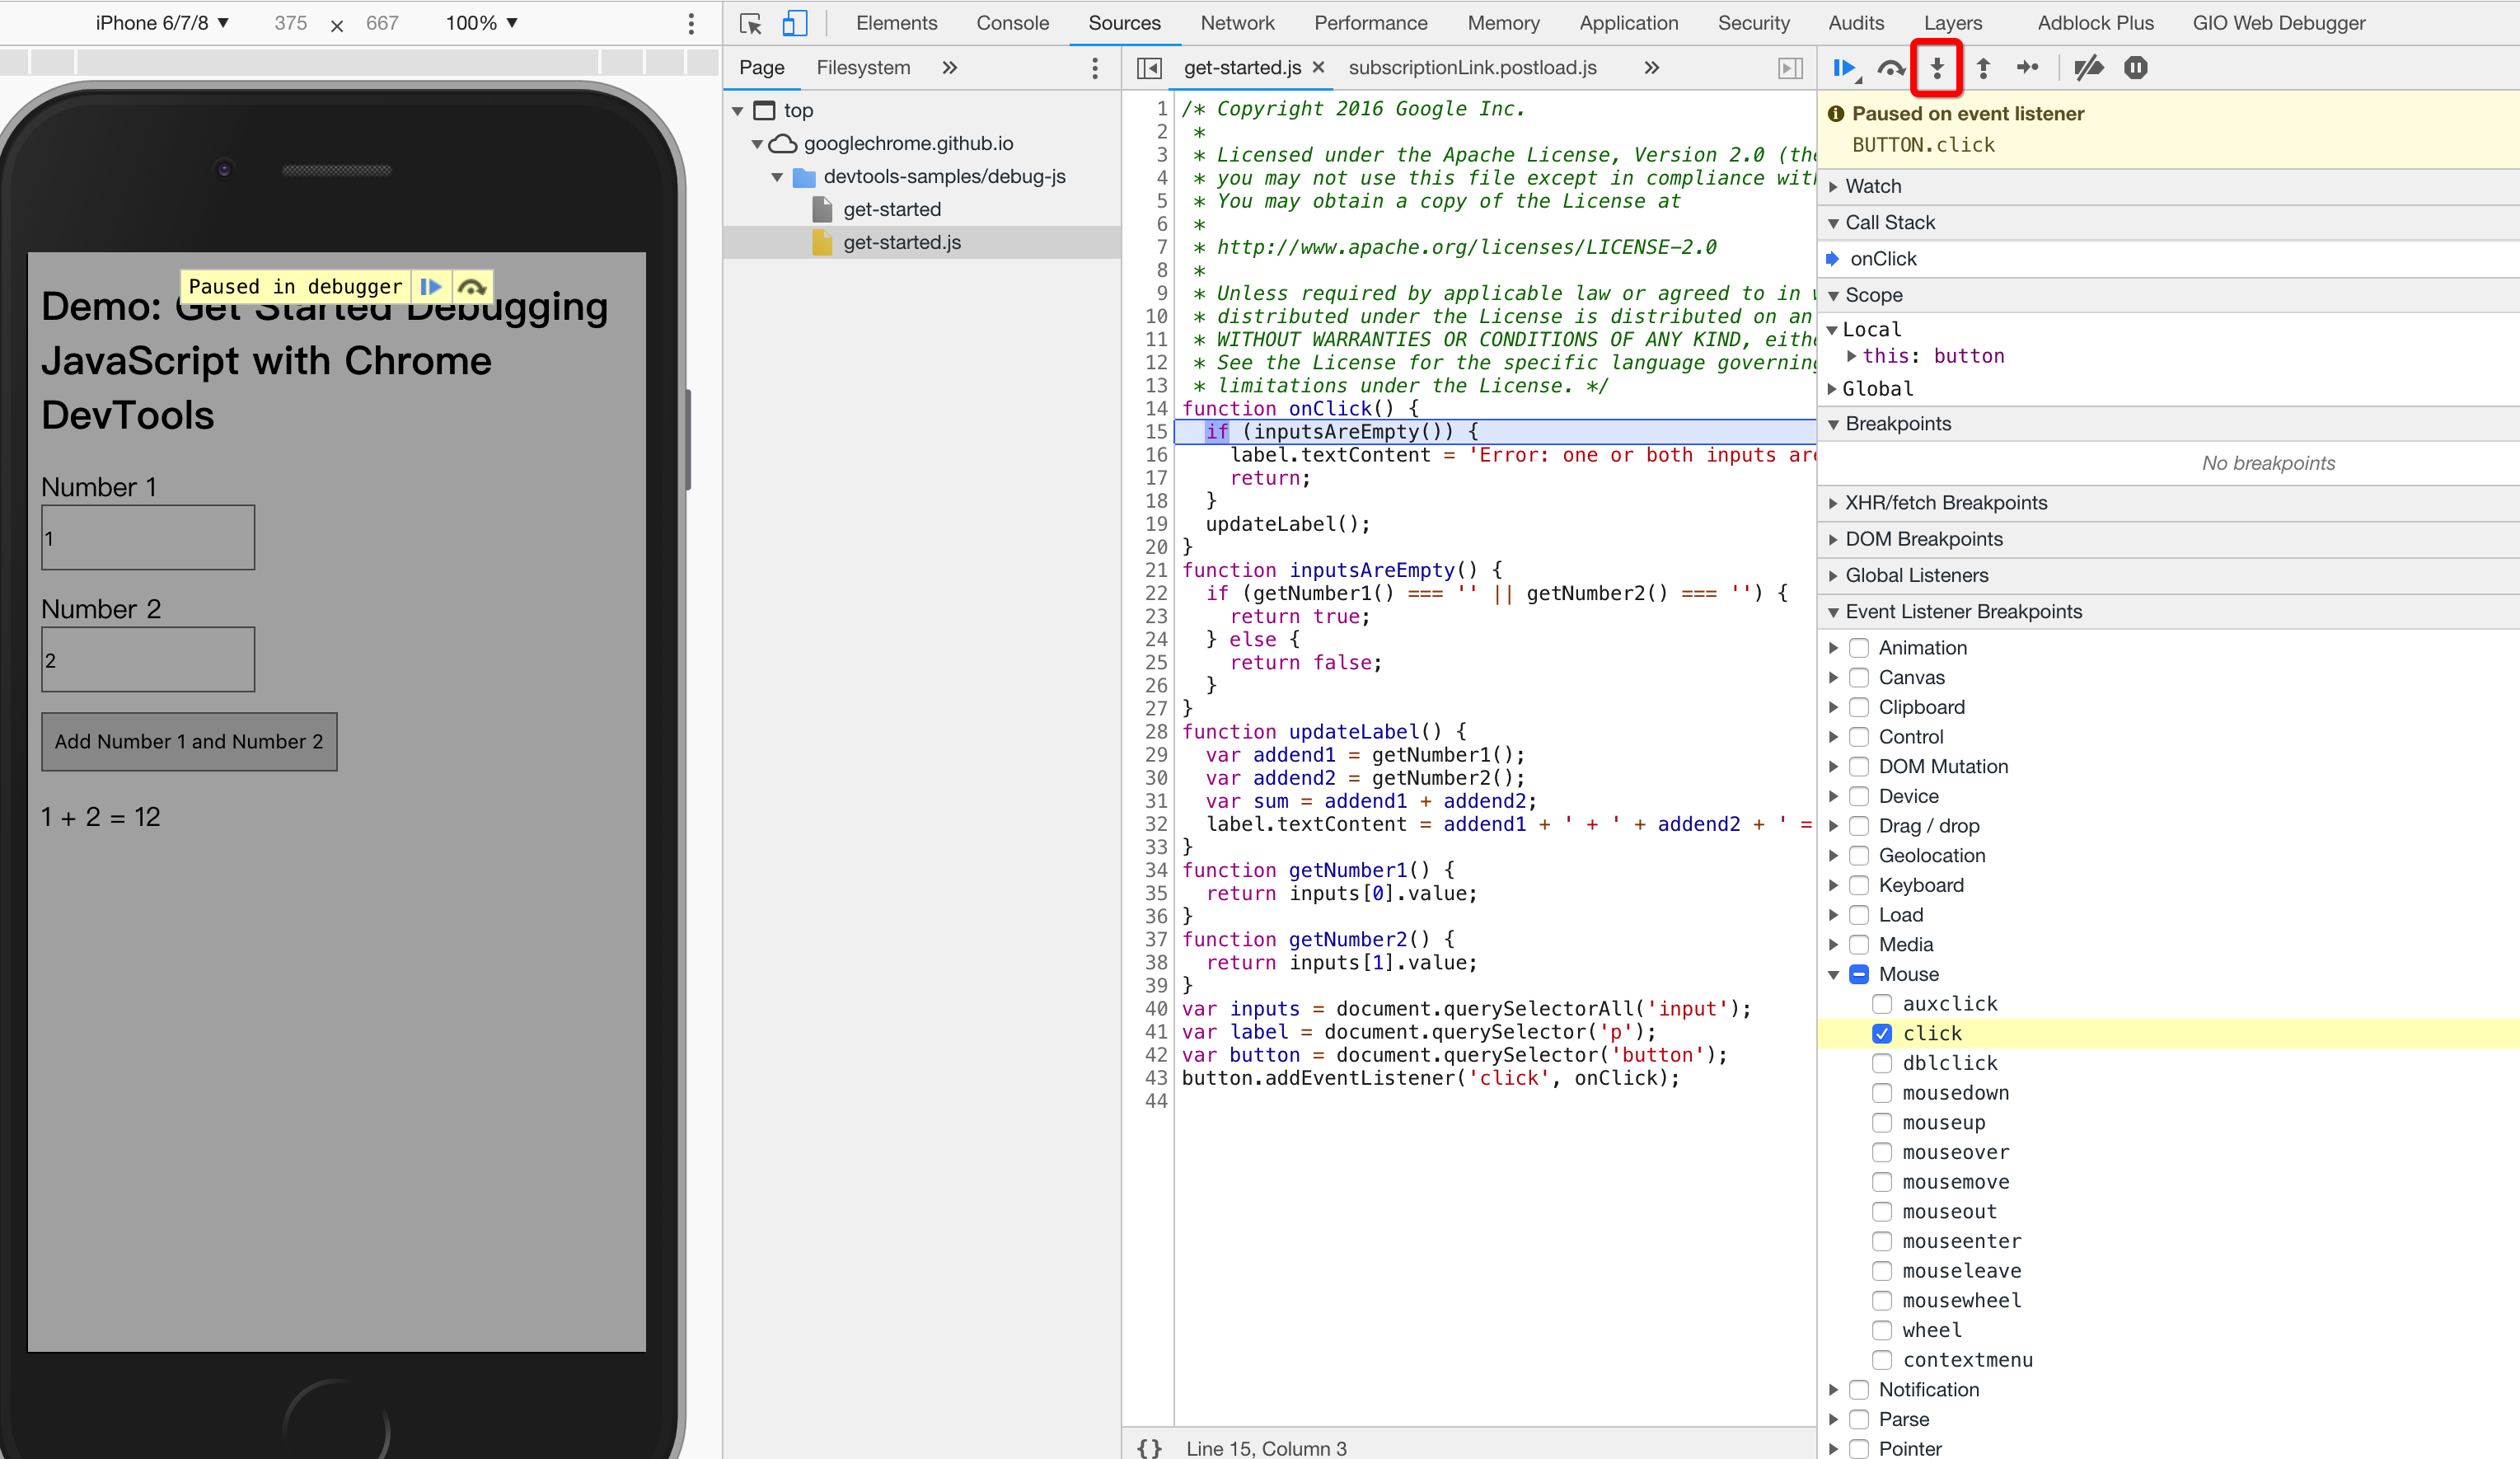 iPhone 6/7/8 ▼ 375 × 667 100% ▼
Paused in debugger
Demo: Get Started Debugging
JavaScript with Chrome
DevTools
Number 1
1
Number 2
2
Add Number 1 and Number 2
1 + 2 = 12
Elements Console Sources Network Performance Memory Application Security Audits Layers Adblock Plus GIO Web Debugger
Page Filesystem »
top
googlechrome.github.io
devtools-samples/debug-js
get-started
get-started.js
get-started.js × subscriptionLink.postload.js »
1 /* Copyright 2016 Google Inc.
2 *
3 * Licensed under the Apache License, Version 2.0 (the
4 * you may not use this file except in compliance with
5 * You may obtain a copy of the License at
6 *
7 * http://www.apache.org/licenses/LICENSE-2.0
8 *
9 * Unless required by applicable law or agreed to in
10 * distributed under the License is distributed on an
11 * WITHOUT WARRANTIES OR CONDITIONS OF ANY KIND, eithe
12 * See the License for the specific language governing
13 * limitations under the License. */
14 function onClick() {
15 if (inputsAreEmpty()) {
16 label.textContent = 'Error: one or both inputs are
17 return;
18 }
19 updateLabel();
20 }
21 function inputsAreEmpty() {
22 if (getNumber1() === '' || getNumber2() === '') {
23 return true;
24 } else {
25 return false;
26 }
27 }
28 function updateLabel() {
29 var addend1 = getNumber1();
30 var addend2 = getNumber2();
31 var sum = addend1 + addend2;
32 label.textContent = addend1 + ' + ' + addend2 + ' =
33 }
34 function getNumber1() {
35 return inputs[0].value;
36 }
37 function getNumber2() {
38 return inputs[1].value;
39 }
40 var inputs = document.querySelectorAll('input');
41 var label = document.querySelector('p');
42 var button = document.querySelector('button');
43 button.addEventListener('click', onClick);
44
{} Line 15, Column 3
Paused on event listener
BUTTON.click
Watch
Call Stack
onClick
Scope
Local
this: button
Global
Breakpoints
No breakpoints
XHR/fetch Breakpoints
DOM Breakpoints
Global Listeners
Event Listener Breakpoints
Animation
Canvas
Clipboard
Control
DOM Mutation
Device
Drag / drop
Geolocation
Keyboard
Load
Media
Mouse
auxclick
click
dblclick
mousedown
mouseup
mouseover
mousemove
mouseout
mouseenter
mouseleave
mousewheel
wheel
contextmenu
Notification
Parse
Pointer